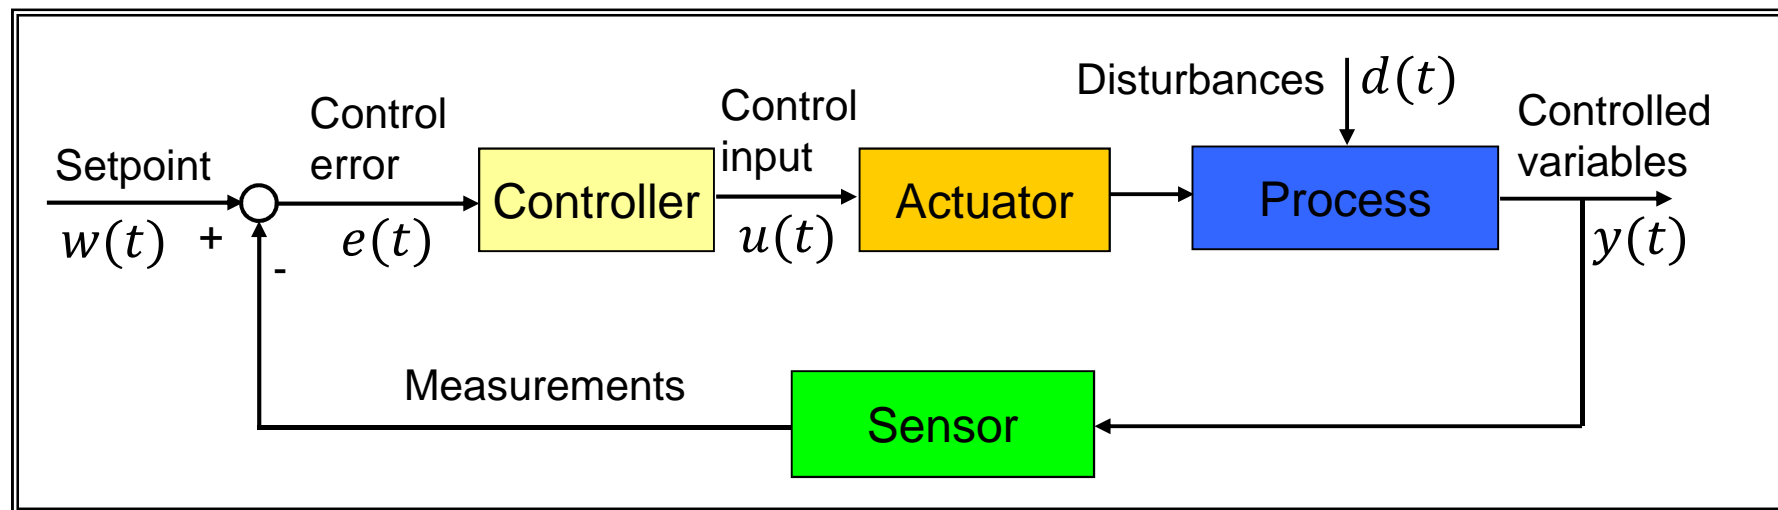 Setpoint
w(t)
+
-
Control
error
e(t)
Controller
Control
input
u(t)
Actuator
Disturbances
d(t)
Process
Controlled
variables
y(t)
Measurements
Sensor